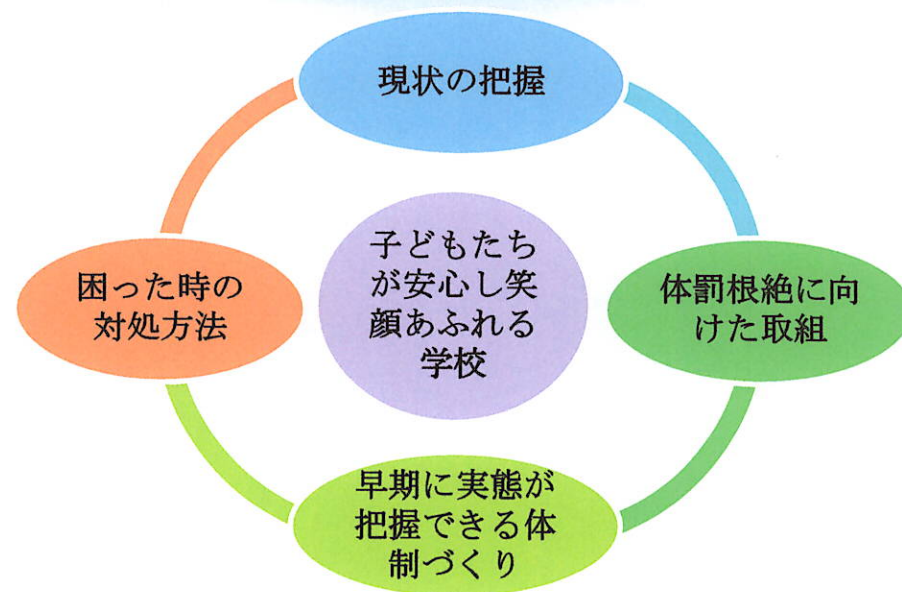 現状の把握
子どもたち
が安心し笑
顔あふれる
学校
困った時の
対処方法
体罰根絶に向
けた取組
早期に実態が
把握できる体
制づくり